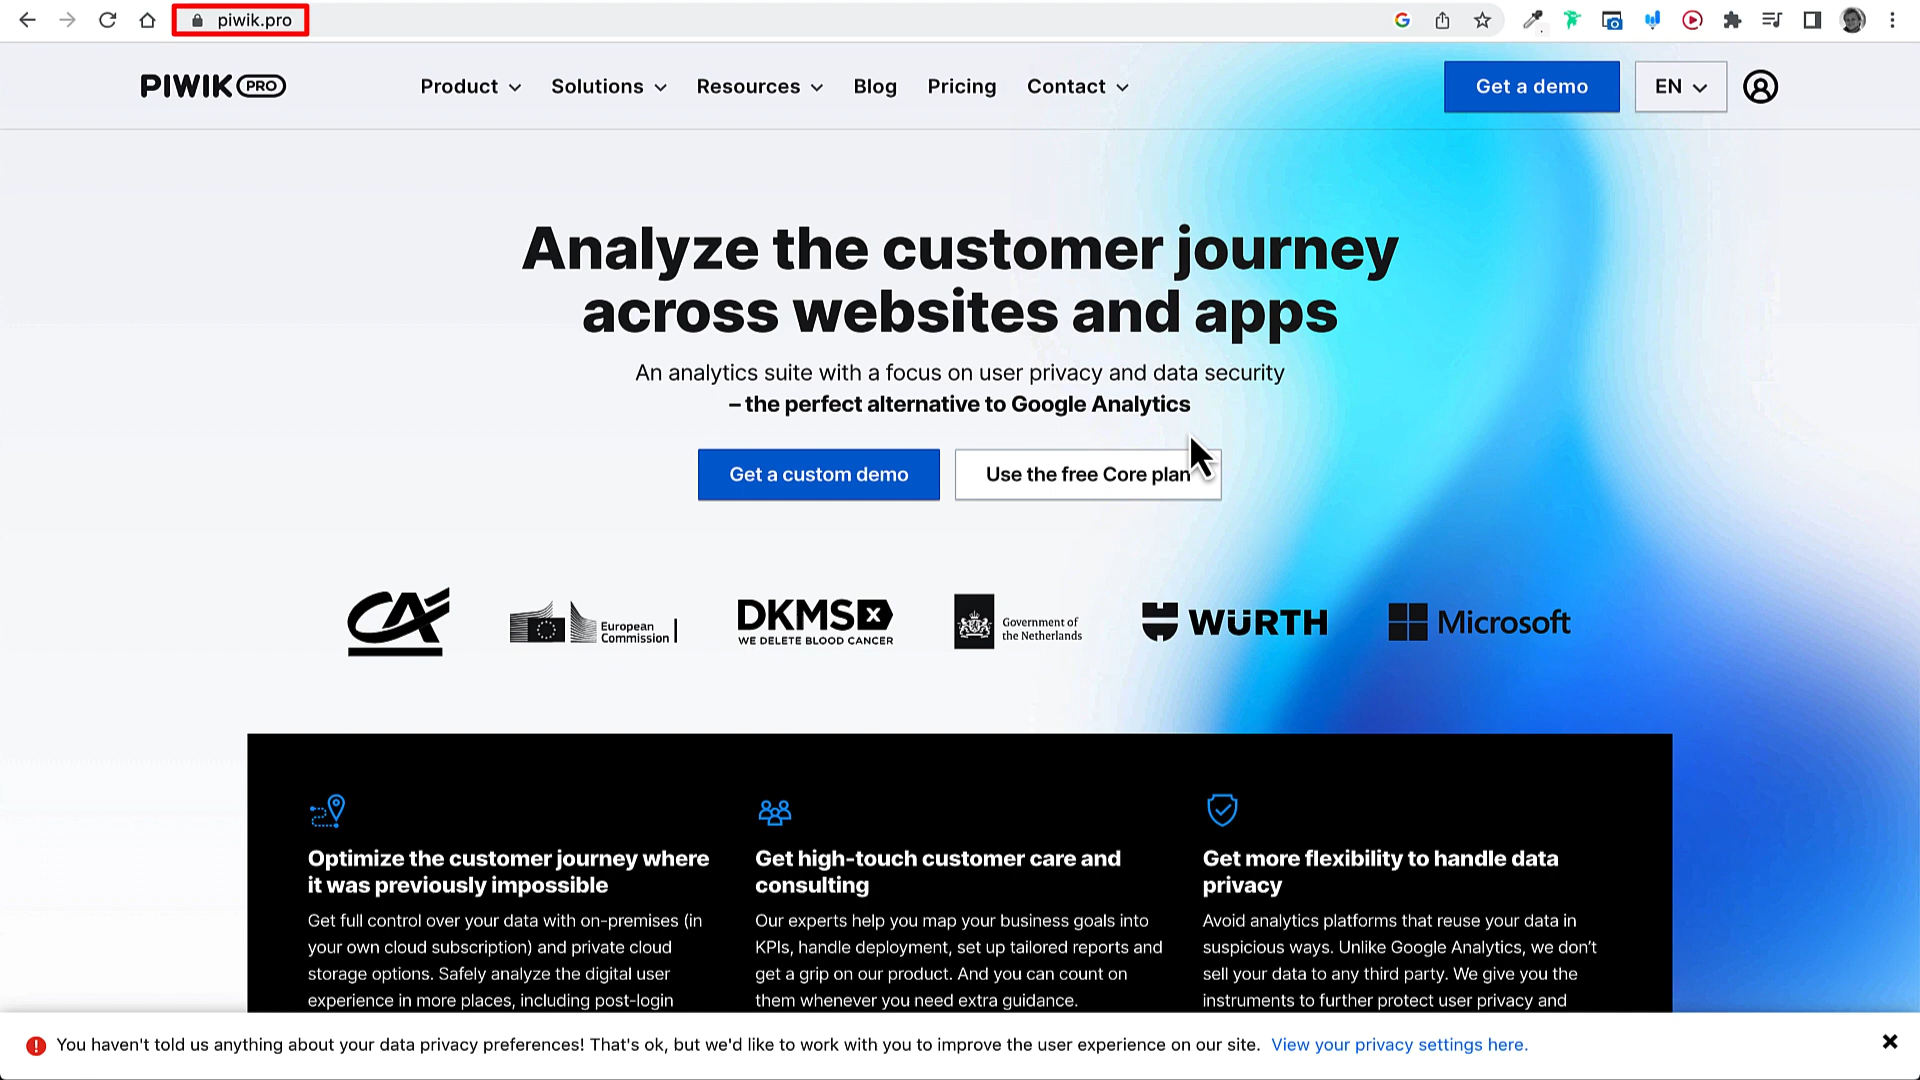 piwik.pro
PIWIK PRO
Product
Solutions
Resources
Blog
Pricing
Contact
Get a demo
EN
Analyze the customer journey
across websites and apps
An analytics suite with a focus on user privacy and data security
– the perfect alternative to Google Analytics
Get a custom demo
Use the free Core plan
CA
European
Commission
DKMS
WE DELETE BLOOD CANCER
Government of
the Netherlands
WÜRTH
Microsoft
Optimize the customer journey where
it was previously impossible
Get full control over your data with on-premises (in
your own cloud subscription) and private cloud
storage options. Safely analyze the digital user
experience in more places, including post-login
Get high-touch customer care and
consulting
Our experts help you map your business goals into
KPIs, handle deployment, set up tailored reports and
get a grip on our product. And you can count on
them whenever you need extra guidance.
Get more flexibility to handle data
privacy
Avoid analytics platforms that reuse your data in
suspicious ways. Unlike Google Analytics, we don’t
sell your data to any third party. We give you the
instruments to further protect user privacy and
You haven't told us anything about your data privacy preferences! That's ok, but we'd like to work with you to improve the user experience on our site. View your privacy settings here.